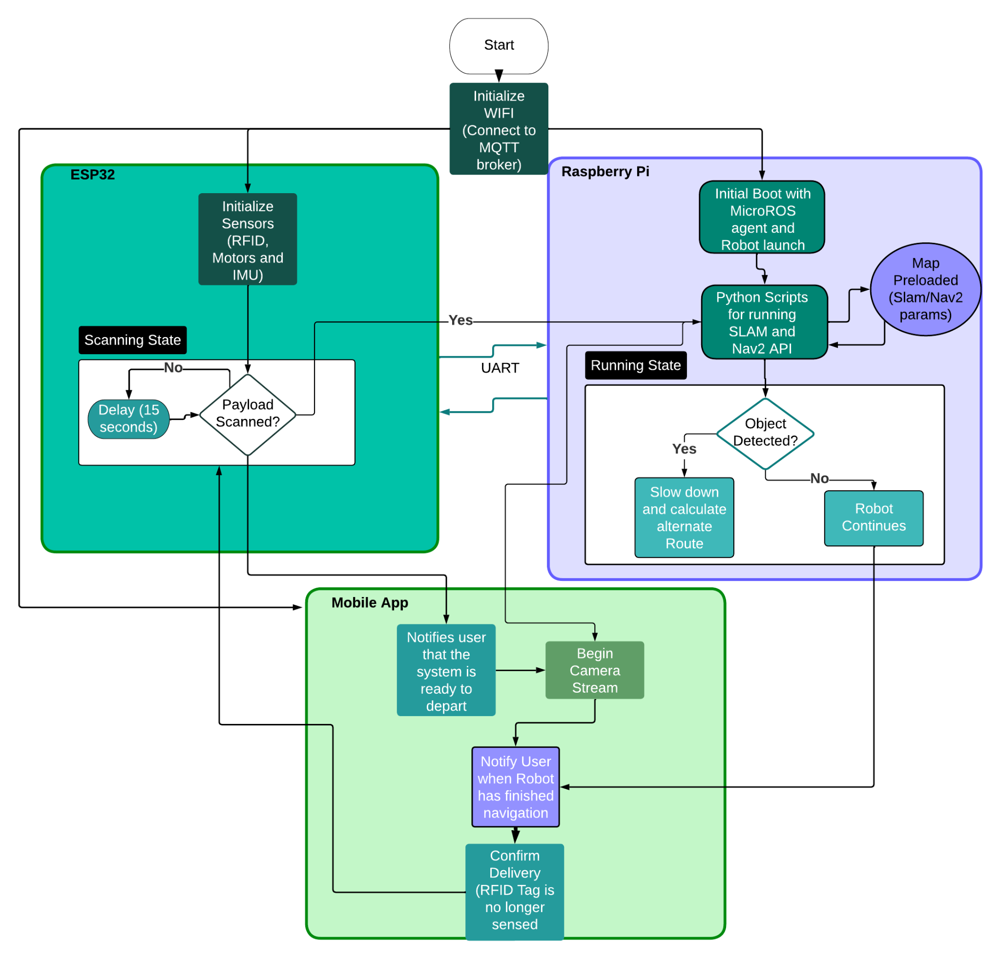 Start
Initialize
WIFI
(Connect to
MQTT
broker)
ESP32
Initialize
Sensors
(RFID,
Motors and
IMU)
Scanning State
No
Delay (15
seconds)
Payload
Scanned?
Yes
UART
Raspberry Pi
Initial Boot with
MicroROS
agent and
Robot launch
Map
Preloaded
(Slam/Nav2
params)
Python Scripts
for running
SLAM and
Nav2 API
Running State
Object
Detected?
Yes
No
Slow down
and calculate
alternate
Route
Robot
Continues
Mobile App
Notifies user
that the
system is
ready to
depart
Begin
Camera
Stream
Notify User
when Robot
has finished
navigation
Confirm
Delivery
(RFID Tag is
no longer
sensed